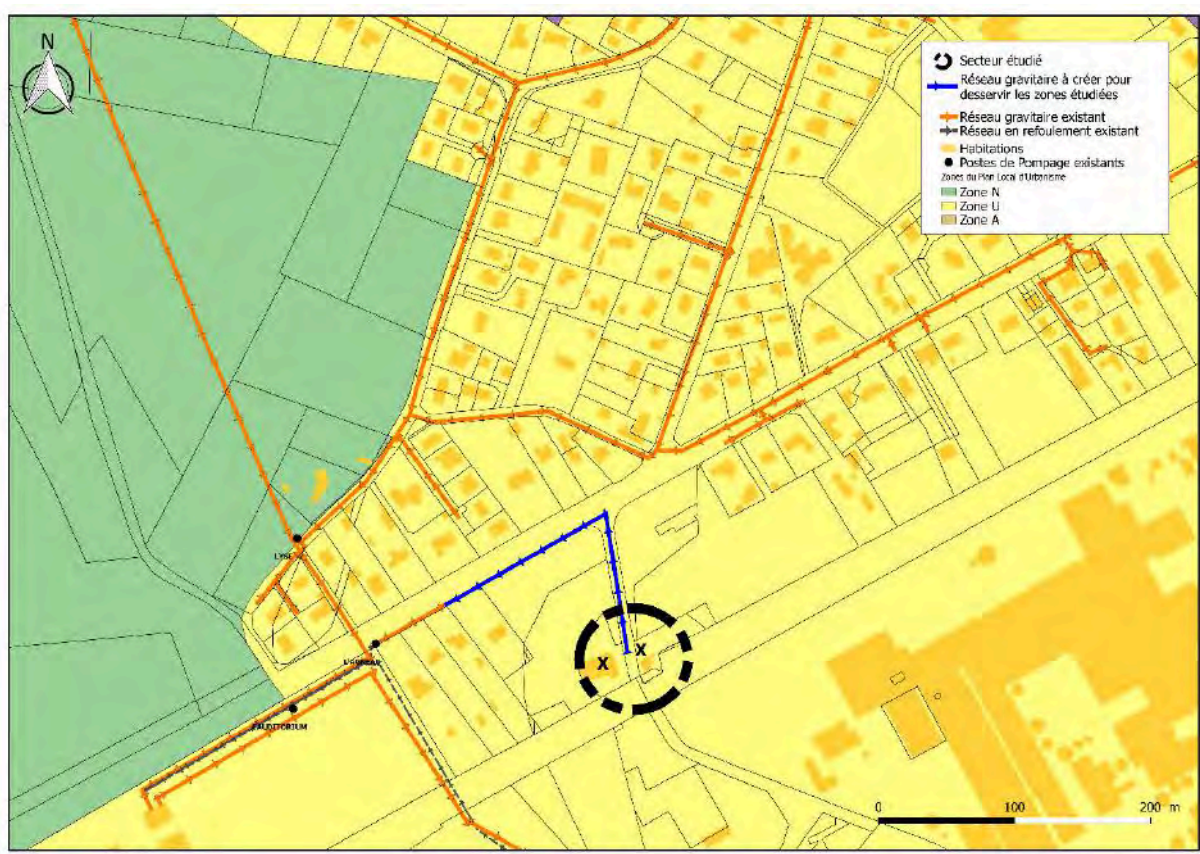 N
Secteur étudié
Réseau gravitaire à créer pour
desservir les zones étudiées
Réseau gravitaire existant
Réseau en refoulement existant
Habitations
Postes de Pompage existants
Zones du Plan Local d'Urbanisme
Zone N
Zone U
Zone A
X
X
AUDITORIUM
0 100 200 m